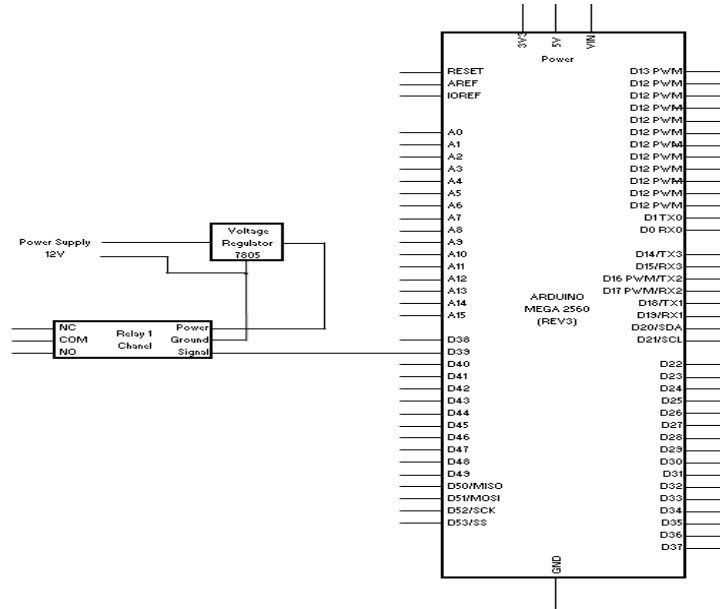 3V3
5V
VIN
Power
RESET
AREF
IOREF
A0
A1
A2
A3
A4
A5
A6
A7
A8
A9
A10
A11
A12
A13
A14
A15
D38
D39
D40
D41
D42
D43
D44
D45
D46
D47
D48
D49
D50/MISO
D51/MOSI
D52/SCK
D53/SS
ARDUINO
MEGA 2560
(REV3)
D13 PWM
D12 PWM
D12 PWM
D12 PWM
D12 PWM
D12 PWM
D12 PWM
D12 PWM
D12 PWM
D12 PWM
D12 PWM
D12 PWM
D1 TX0
D0 RX0
D14/TX3
D15/RX3
D16 PWM/TX2
D17 PWM/RX2
D18/TX1
D19/RX1
D20/SDA
D21/SCL
D22
D23
D24
D25
D26
D27
D28
D29
D30
D31
D32
D33
D34
D35
D36
D37
GND
Power Supply
12V
Voltage
Regulator
7805
NC
COM
NO
Relay 1
Chanel
Power
Ground
Signal